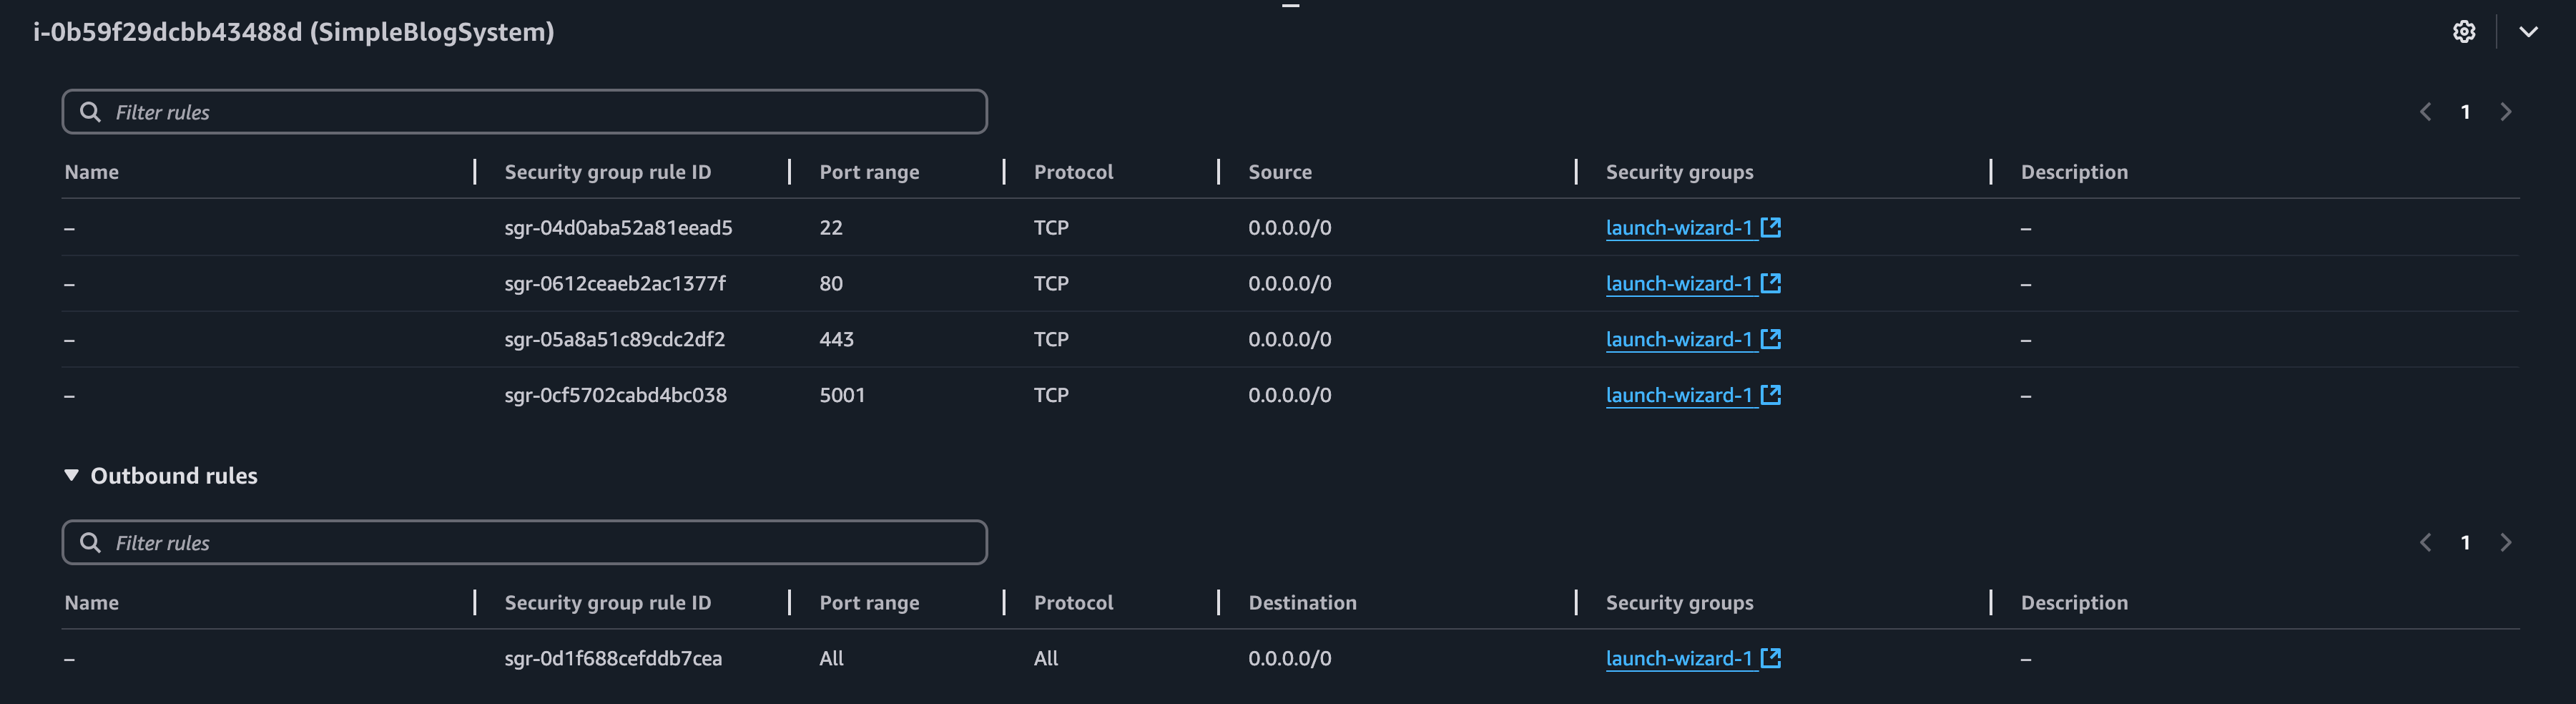 i-0b59f29dcbb43488d (SimpleBlogSystem)
Filter rules
1
Name Security group rule ID Port range Protocol Source Security groups Description
– sgr-04d0aba52a81eead5 22 TCP 0.0.0.0/0 launch-wizard-1 –
– sgr-0612ceaeb2ac1377f 80 TCP 0.0.0.0/0 launch-wizard-1 –
– sgr-05a8a51c89cdc2df2 443 TCP 0.0.0.0/0 launch-wizard-1 –
– sgr-0cf5702cabd4bc038 5001 TCP 0.0.0.0/0 launch-wizard-1 –
Outbound rules
Filter rules
1
Name Security group rule ID Port range Protocol Destination Security groups Description
– sgr-0d1f688cefddb7cea All All 0.0.0.0/0 launch-wizard-1 –